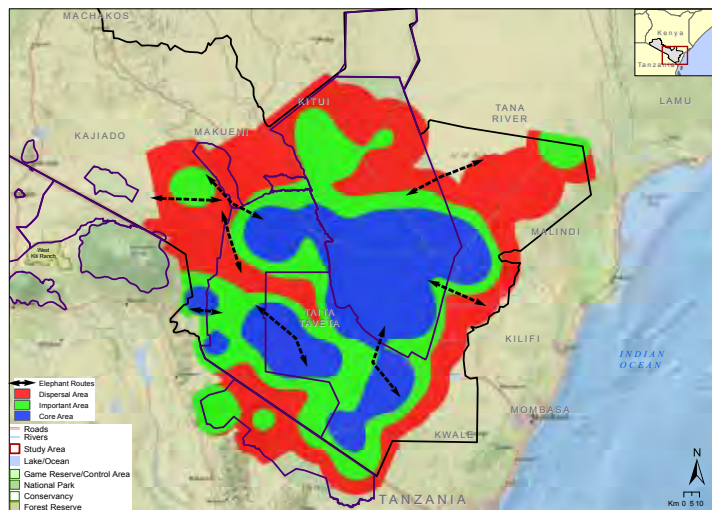 MACHAKOS
Kenya
Tanzania
LAMU
KITUI
TANA
RIVER
MAKUENI
KAJIADO
MALINDI
West
Kili Ranch
TAITA
TAVETA
KILIFI
INDIAN
OCEAN
MOMBASA
KWALE
TANZANIA
Elephant Routes
Dispersal Area
Important Area
Core Area
Roads
Rivers
Study Area
Lake/Ocean
Game Reserve/Control Area
National Park
Conservancy
Forest Reserve
N
Km 0 5 10